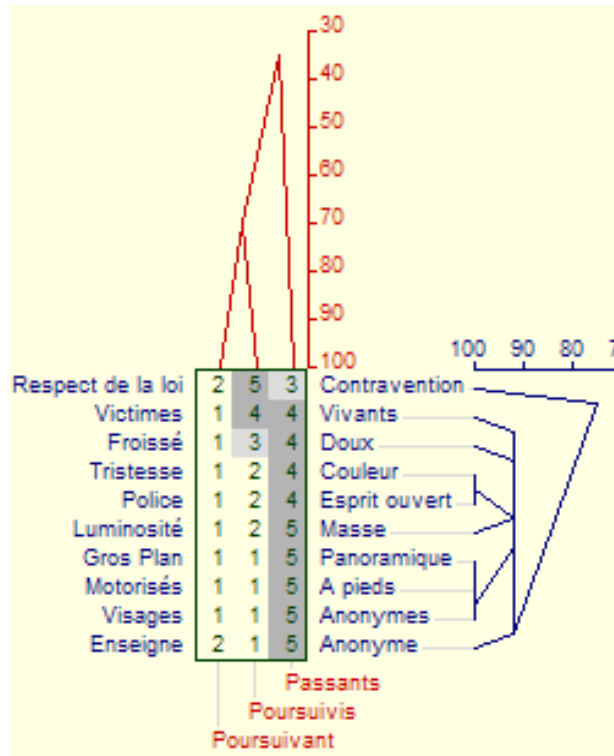 30
40
50
60
70
80
90
100
100 90 80
Respect de la loi 2 5 3 Contravention
Victimes 1 4 4 Vivants
Froissé 1 3 4 Doux
Tristesse 1 2 4 Couleur
Police 1 2 4 Esprit ouvert
Luminosité 1 2 5 Masse
Gros Plan 1 1 5 Panoramique
Motorisés 1 1 5 A pieds
Visages 1 1 5 Anonymes
Enseigne 2 1 5 Anonyme
Passants
Poursuivis
Poursuivant